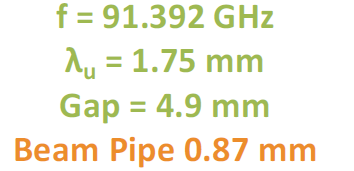 f = 91.392 GHz
λu = 1.75 mm
Gap = 4.9 mm
Beam Pipe 0.87 mm